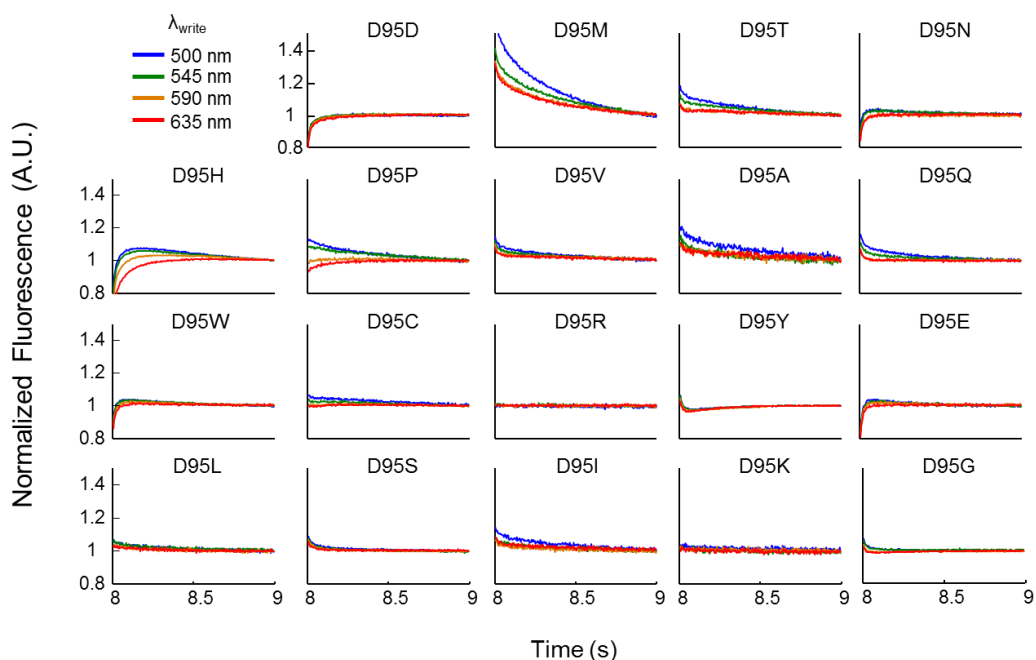 λwrite
500 nm
545 nm
590 nm
635 nm
D95D D95M D95T D95N
1.4
1.2
1
0.8
D95H D95P D95V D95A D95Q
1.4
1.2
1
0.8
D95W D95C D95R D95Y D95E
1.4
1.2
1
0.8
D95L D95S D95I D95K D95G
1.4
1.2
1
0.8
8 8.5 9 8 8.5 9 8 8.5 9 8 8.5 9 8 8.5 9
Normalized Fluorescence (A.U.)
Time (s)